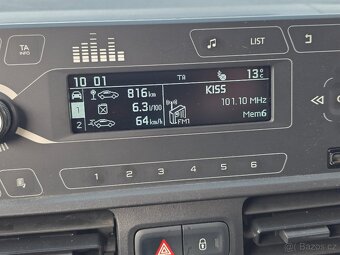 TA
INFO
LIST
10 01
TA
13°C
816 km
6.3 l/100
64 km/h
1
2
KISS
101.10 MHz
FM1
Mem6
1 2 3 4 5 6
Sbazar.cz